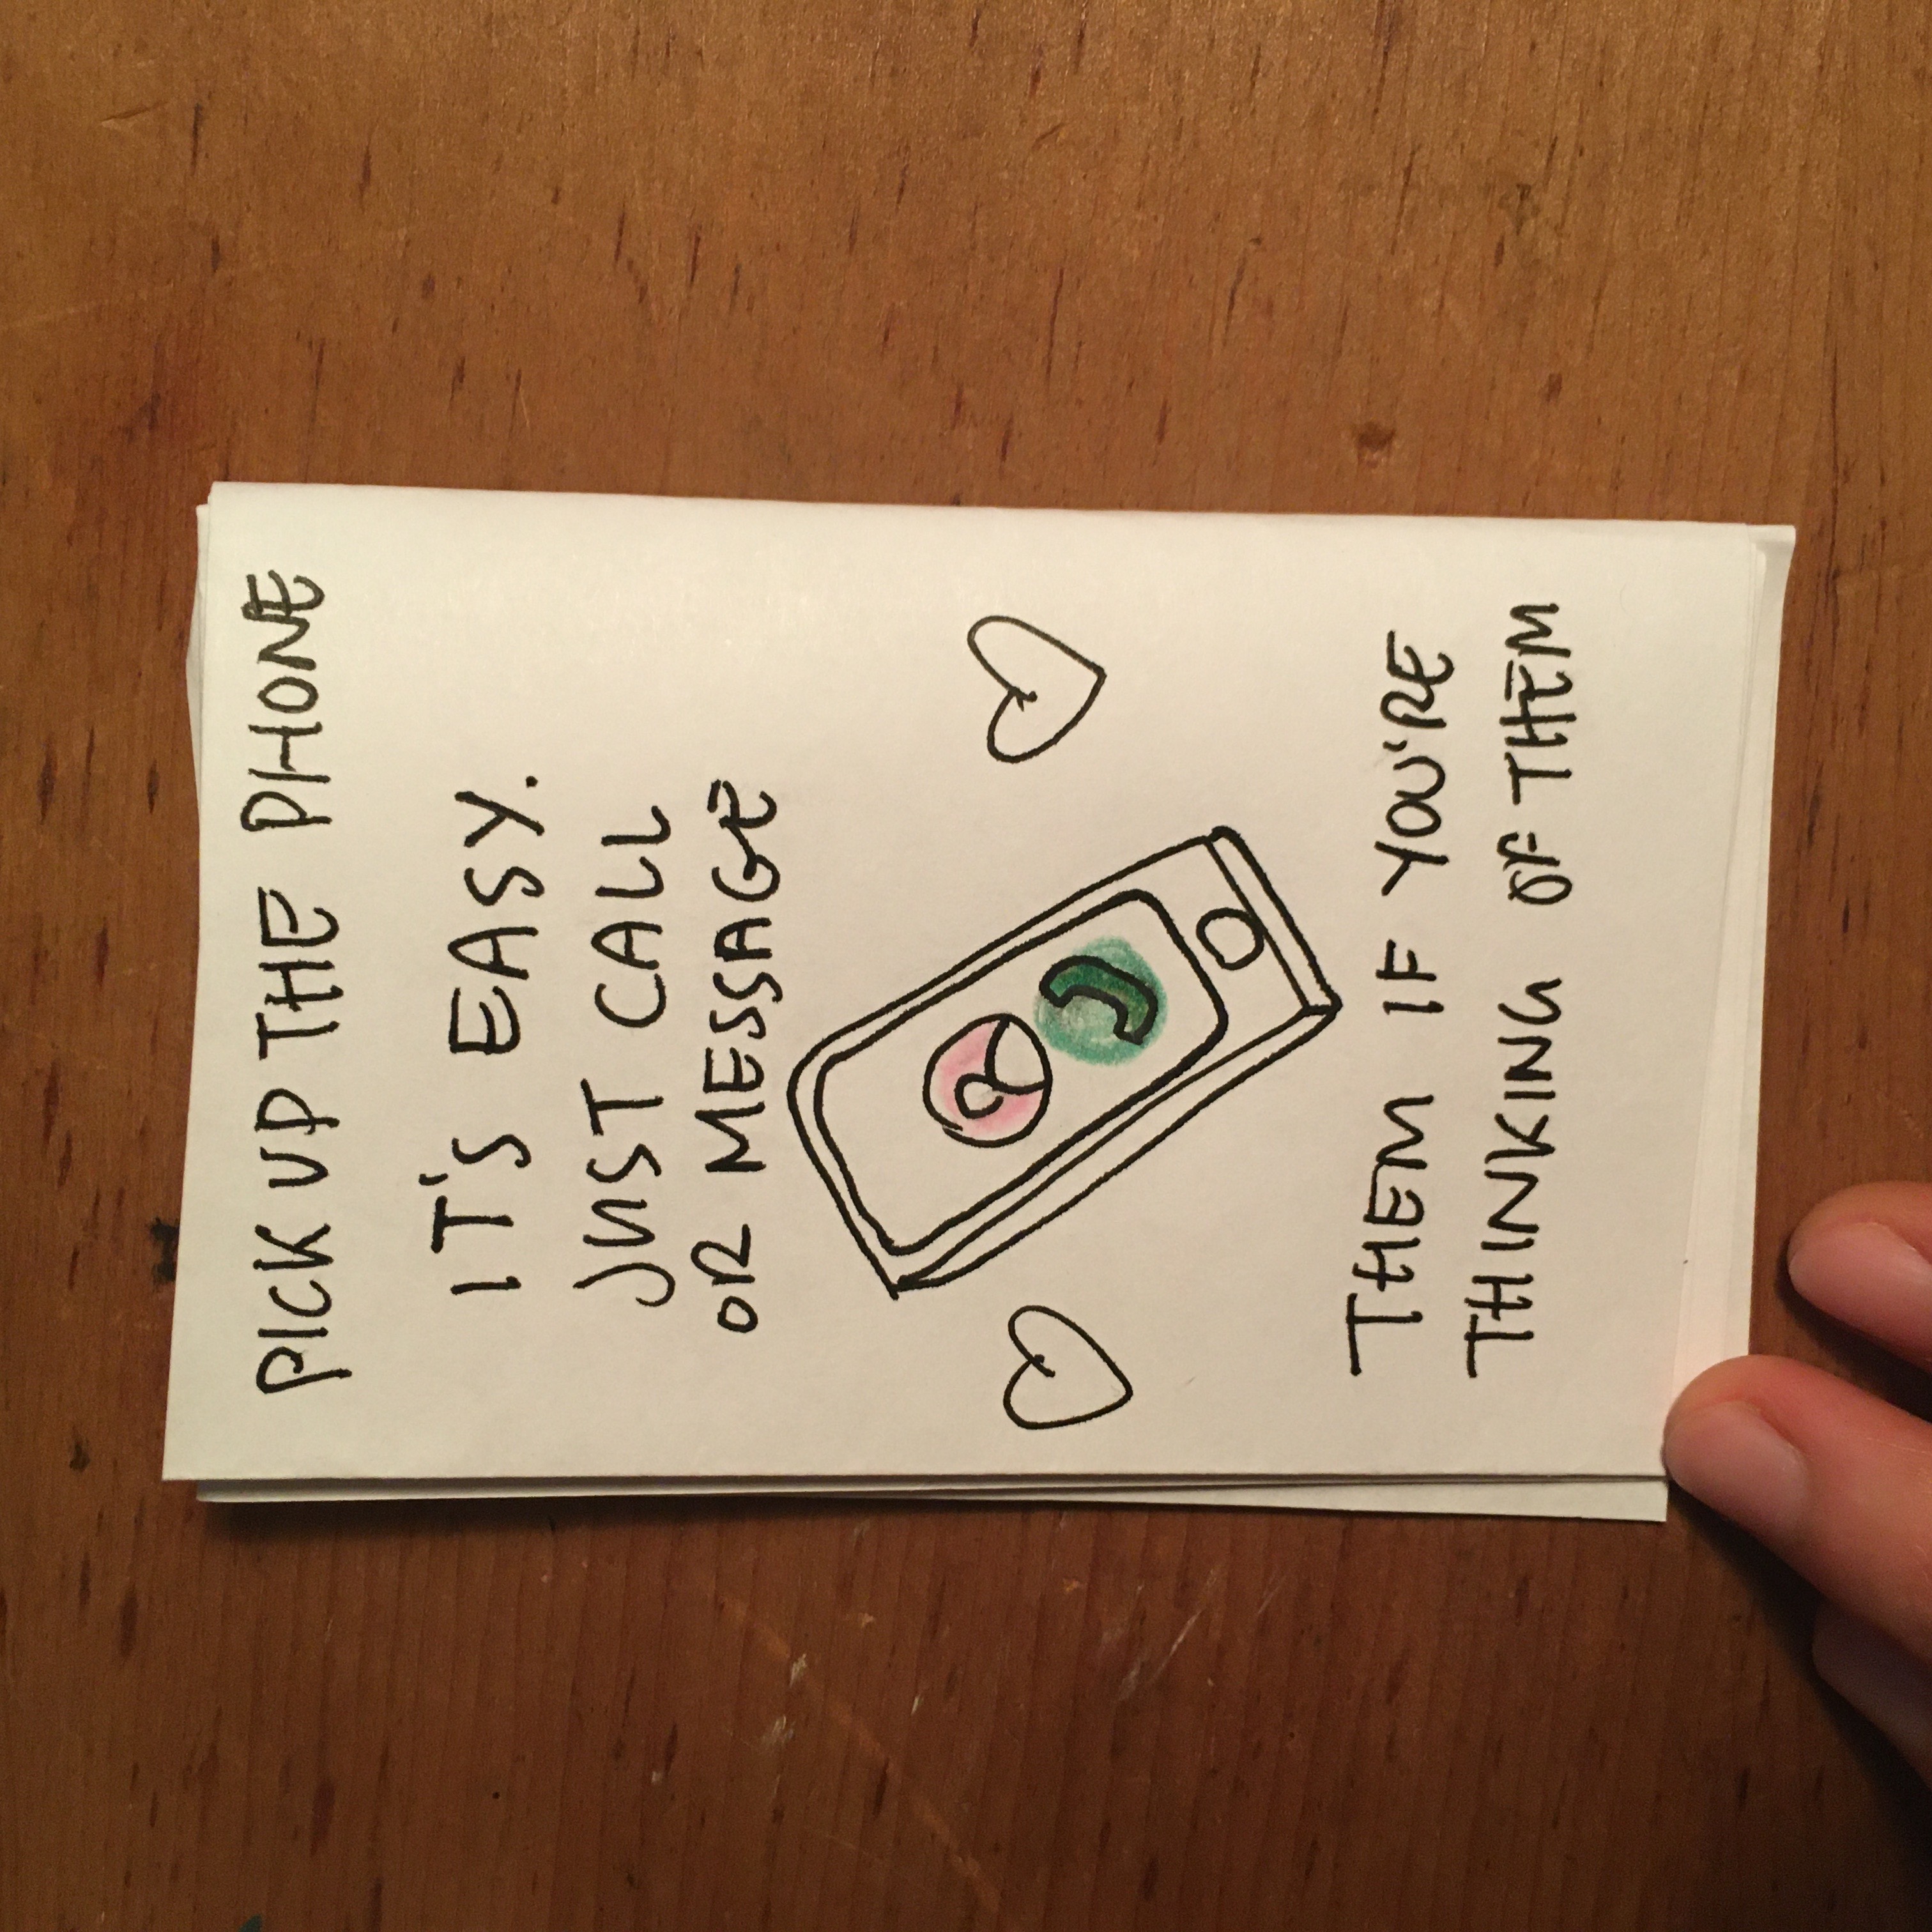 PICK UP THE PHONE
IT'S EASY.
JUST CALL
OR MESSAGE
THEM IF YOU'RE
THINKING OF THEM